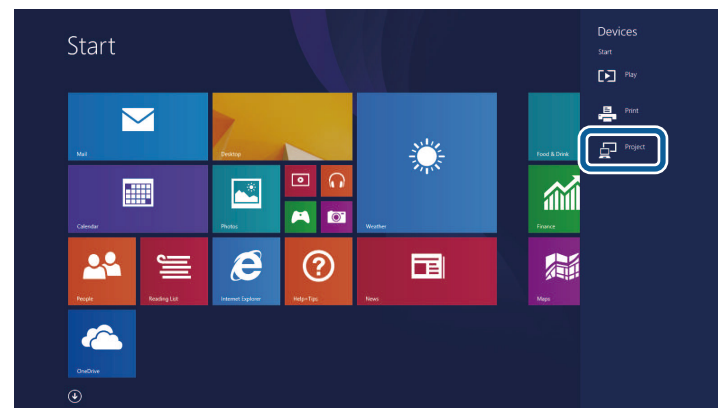 Start
Mail
Desktop
Calendar
Photos
Weather
Food & Drink
Finance
People
Reading List
Internet Explorer
Help+Tips
News
Maps
OneDrive
Devices
Start
Play
Print
Project